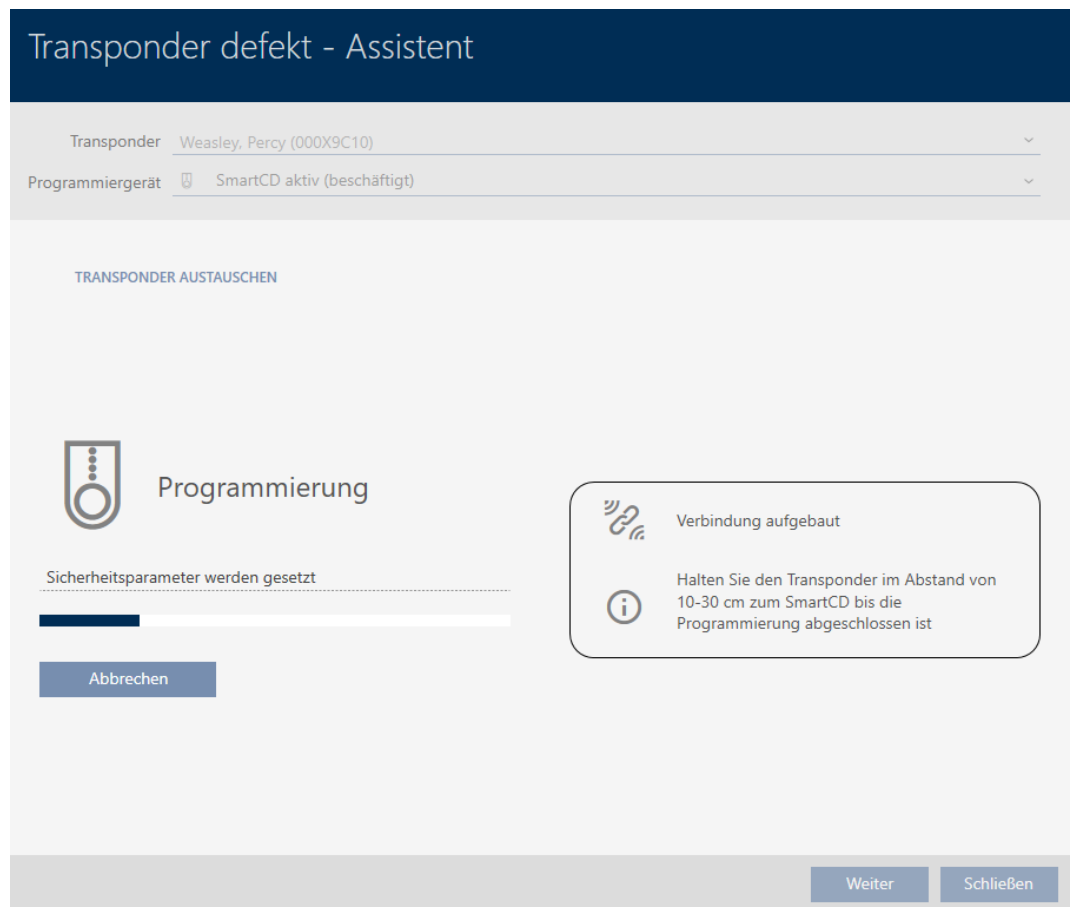 Transponder defekt - Assistent
Transponder Weasley, Percy (000X9C10)
Programmiergerät SmartCD aktiv (beschäftigt)
TRANSPONDER AUSTAUSCHEN
Programmierung
Sicherheitsparameter werden gesetzt
Abbrechen
Verbindung aufgebaut
Halten Sie den Transponder im Abstand von
10-30 cm zum SmartCD bis die
Programmierung abgeschlossen ist
Weiter Schließen